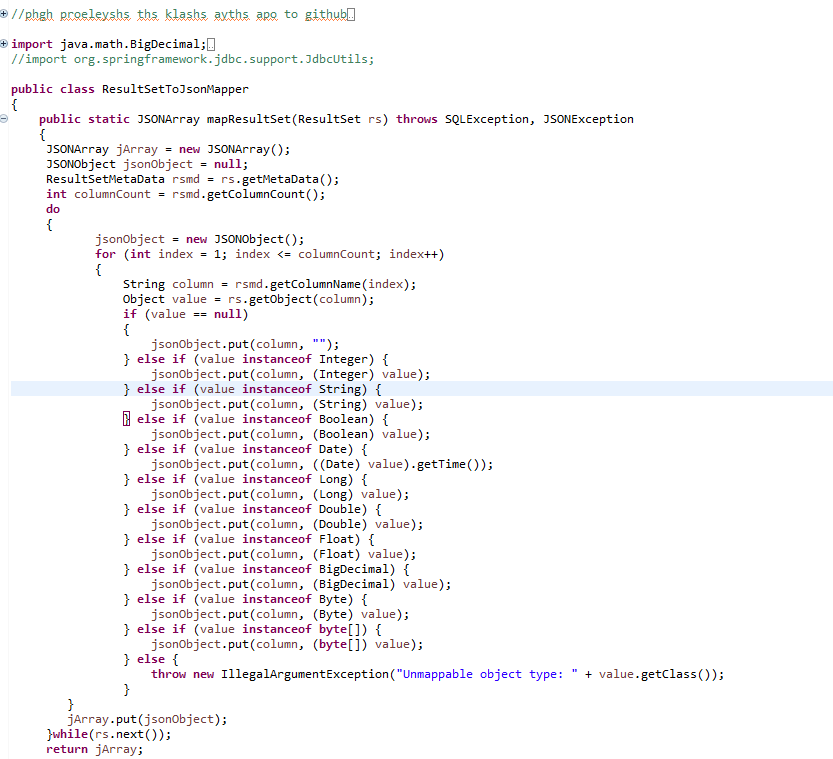 //phgh proeleyshs ths klashs ayths apo to github
import java.math.BigDecimal;
//import org.springframework.jdbc.support.JdbcUtils;
public class ResultSetToJsonMapper
{
public static JSONArray mapResultSet(ResultSet rs) throws SQLException, JSONException
{
JSONArray jArray = new JSONArray();
JSONObject jsonObject = null;
ResultSetMetaData rsmd = rs.getMetaData();
int columnCount = rsmd.getColumnCount();
do
{
jsonObject = new JSONObject();
for (int index = 1; index <= columnCount; index++)
{
String column = rsmd.getColumnName(index);
Object value = rs.getObject(column);
if (value == null)
{
jsonObject.put(column, "");
} else if (value instanceof Integer) {
jsonObject.put(column, (Integer) value);
} else if (value instanceof String) {
jsonObject.put(column, (String) value);
} else if (value instanceof Boolean) {
jsonObject.put(column, (Boolean) value);
} else if (value instanceof Date) {
jsonObject.put(column, ((Date) value).getTime());
} else if (value instanceof Long) {
jsonObject.put(column, (Long) value);
} else if (value instanceof Double) {
jsonObject.put(column, (Double) value);
} else if (value instanceof Float) {
jsonObject.put(column, (Float) value);
} else if (value instanceof BigDecimal) {
jsonObject.put(column, (BigDecimal) value);
} else if (value instanceof Byte) {
jsonObject.put(column, (Byte) value);
} else if (value instanceof byte[]) {
jsonObject.put(column, (byte[]) value);
} else {
throw new IllegalArgumentException("Unmappable object type: " + value.getClass());
}
}
jArray.put(jsonObject);
}while(rs.next());
return jArray;